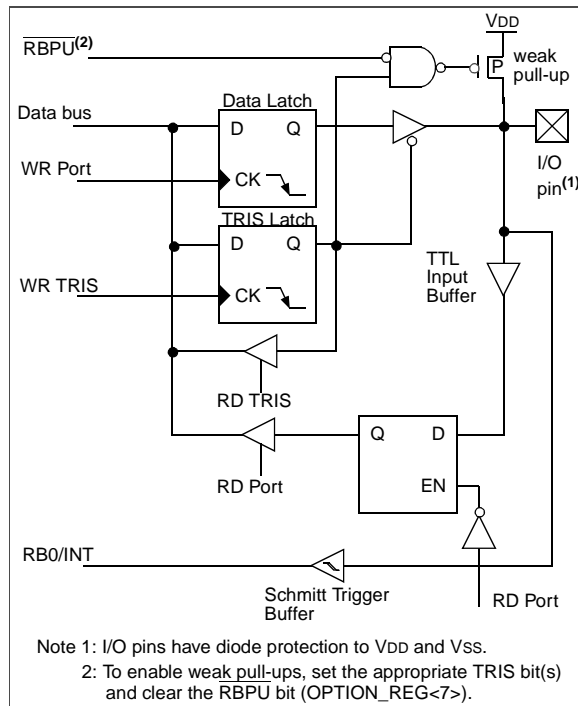 VDD
RBPU(2)
weak
pull-up
P
Data bus
Data Latch
D Q
I/O
pin(1)
WR Port
CK
TRIS Latch
D Q
TTL
Input
Buffer
WR TRIS
CK
RD TRIS
Q D
RD Port
EN
RB0/INT
Schmitt Trigger
Buffer
RD Port
Note 1: I/O pins have diode protection to VDD and VSS.
2: To enable weak pull-ups, set the appropriate TRIS bit(s)
and clear the RBPU bit (OPTION_REG<7>).